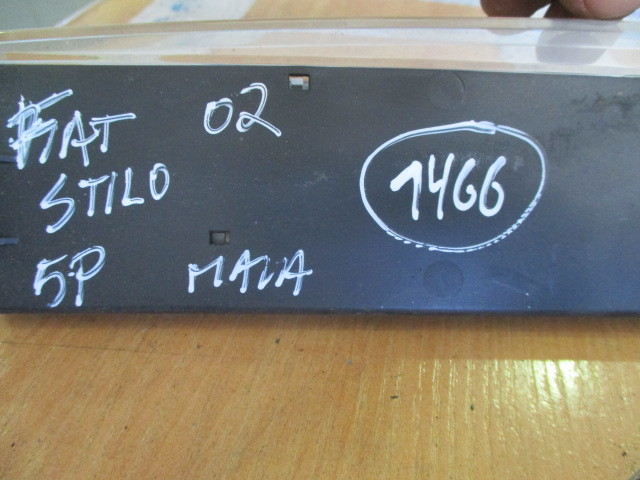 FIAT 02
STILO
1466
5P MALA